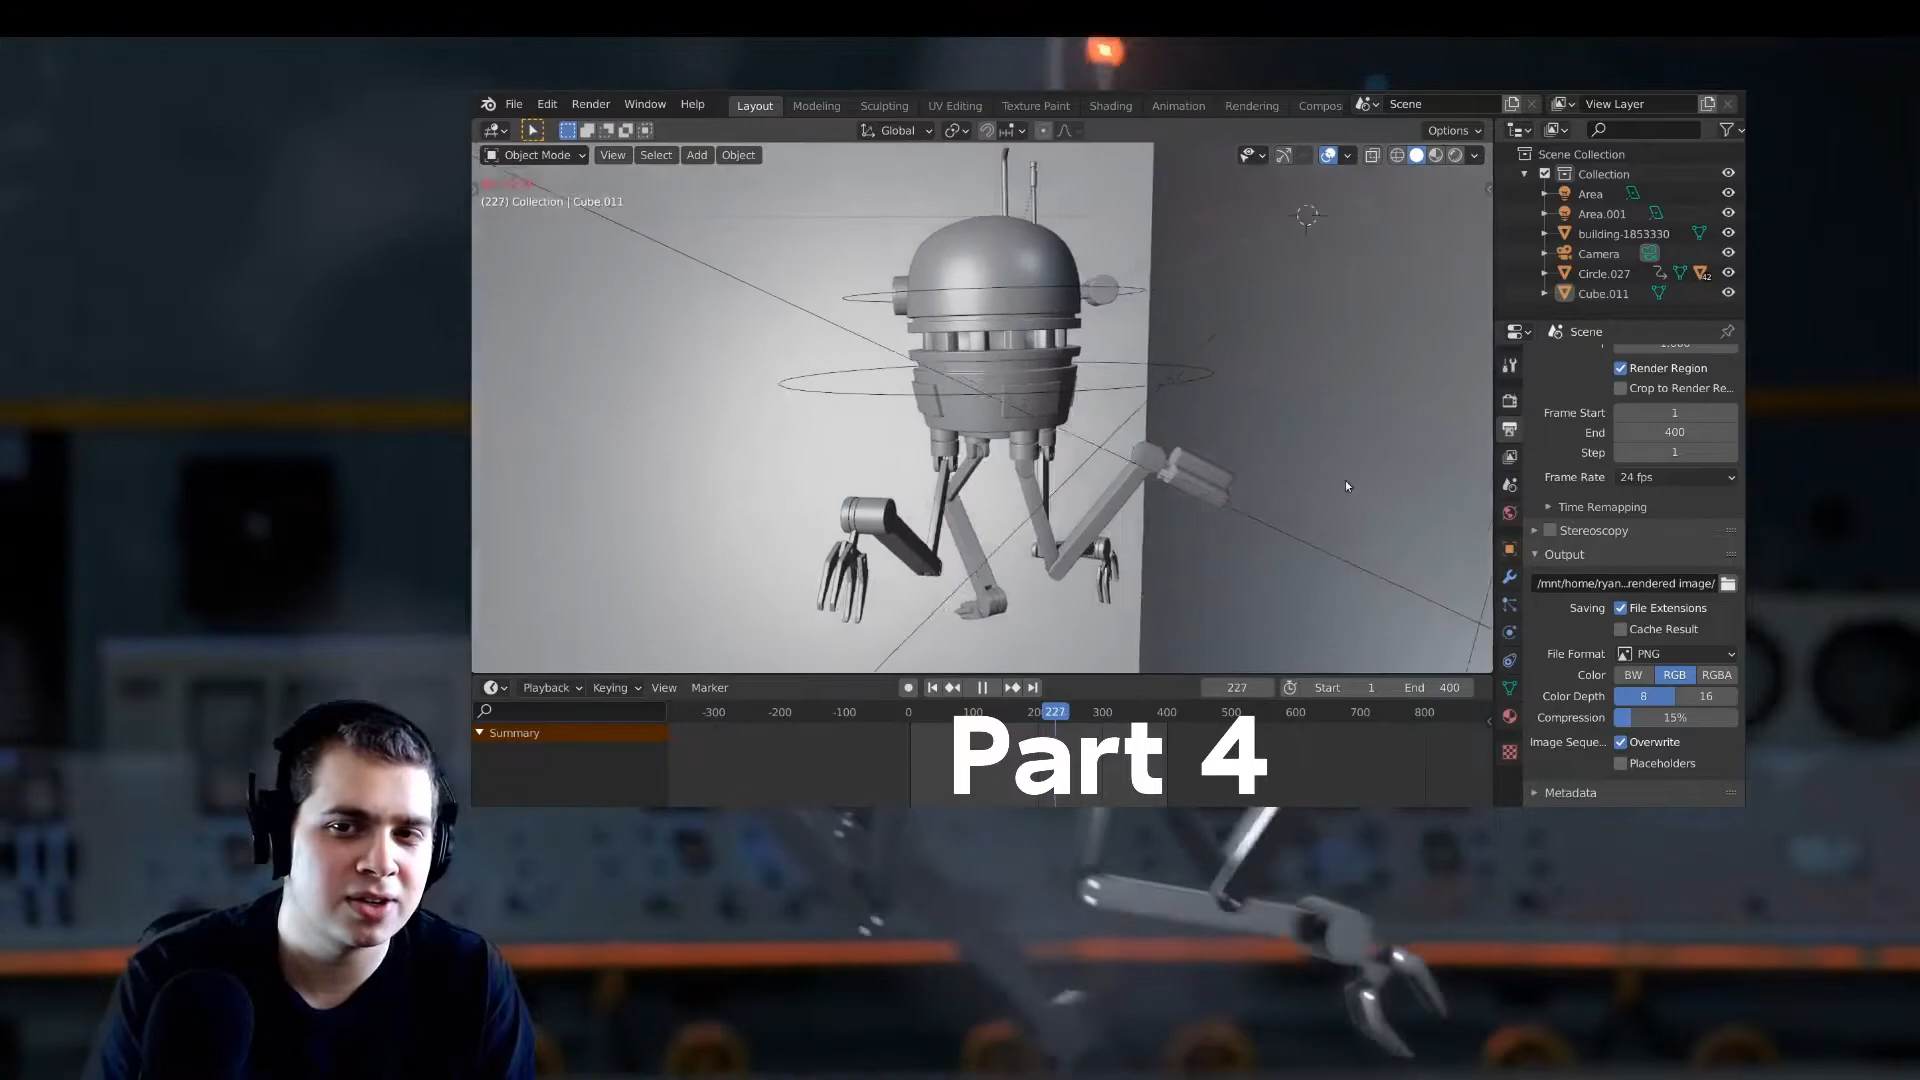 File Edit Render Window Help Layout Modeling Sculpting UV Editing Texture Paint Shading Animation Rendering Compos Scene View Layer
Global Options
Object Mode View Select Add Object
(227) Collection | Cube.011
Scene Collection
Collection
Area
Area.001
building-1853330
Camera
Circle.027 42
Cube.011
Scene
Render Region
Crop to Render Re...
Frame Start 1
End 400
Step 1
Frame Rate 24 fps
Time Remapping
Stereoscopy
Output
/mnt/home/ryan...rendered image/
Saving File Extensions
Cache Result
File Format PNG
Color BW RGB RGBA
Color Depth 8 16
Compression 15%
Image Seque... Overwrite
Placeholders
Metadata
Playback Keying View Marker 227 Start 1 End 400
-300 -200 -100 0 100 20 227 300 400 500 600 700 800
Summary
Part 4